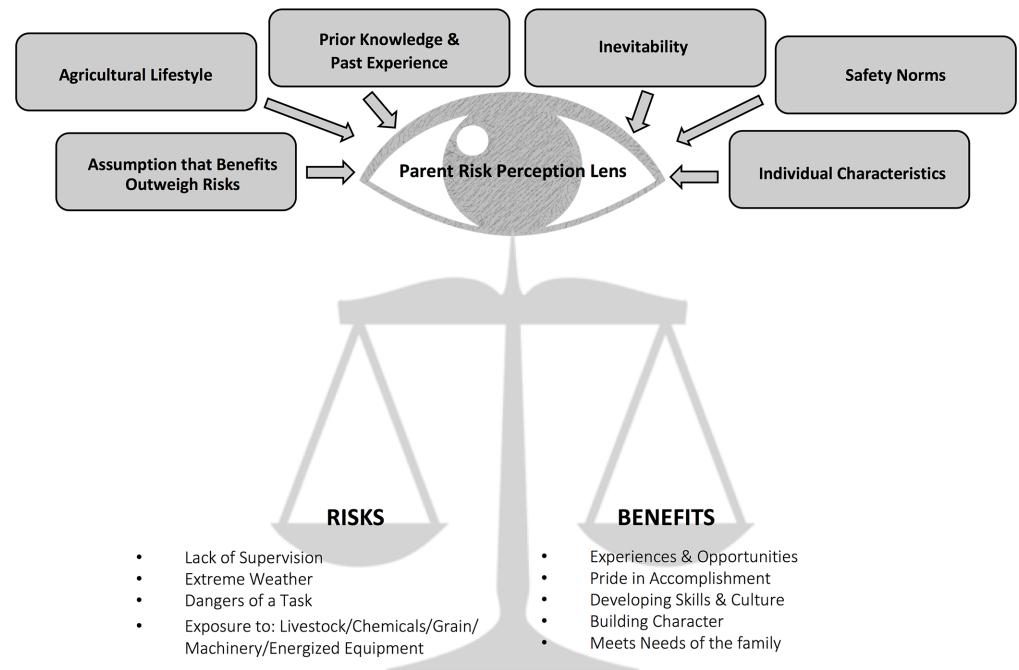 Agricultural Lifestyle
Prior Knowledge &
Past Experience
Inevitability
Safety Norms
Assumption that Benefits
Outweigh Risks
Parent Risk Perception Lens
Individual Characteristics
RISKS
• Lack of Supervision
• Extreme Weather
• Dangers of a Task
• Exposure to: Livestock/Chemicals/Grain/
Machinery/Energized Equipment
BENEFITS
• Experiences & Opportunities
• Pride in Accomplishment
• Developing Skills & Culture
• Building Character
• Meets Needs of the family